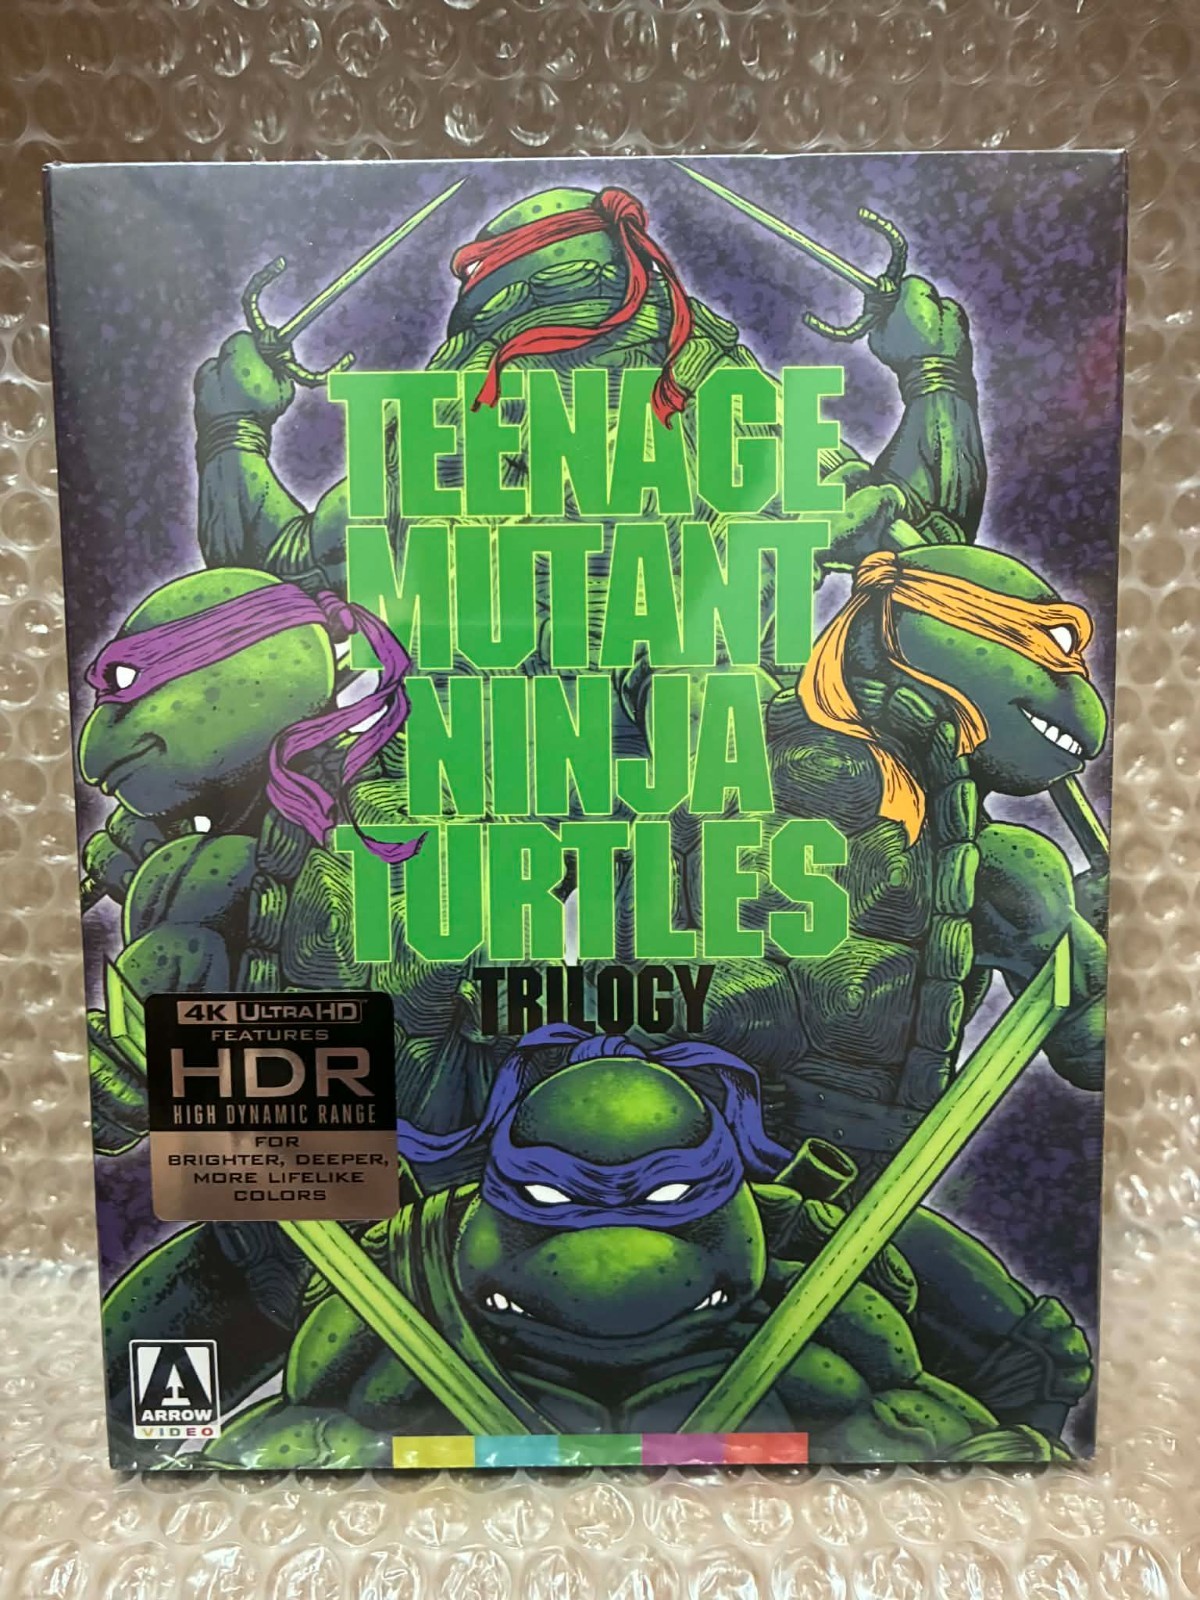 TEENAGE
MUTANT
NINJA
TURTLES
TRILOGY
4K ULTRA HD
FEATURES
HDR
HIGH DYNAMIC RANGE
FOR
BRIGHTER, DEEPER,
MORE LIFELIKE
COLORS
A
ARROW
VIDEO